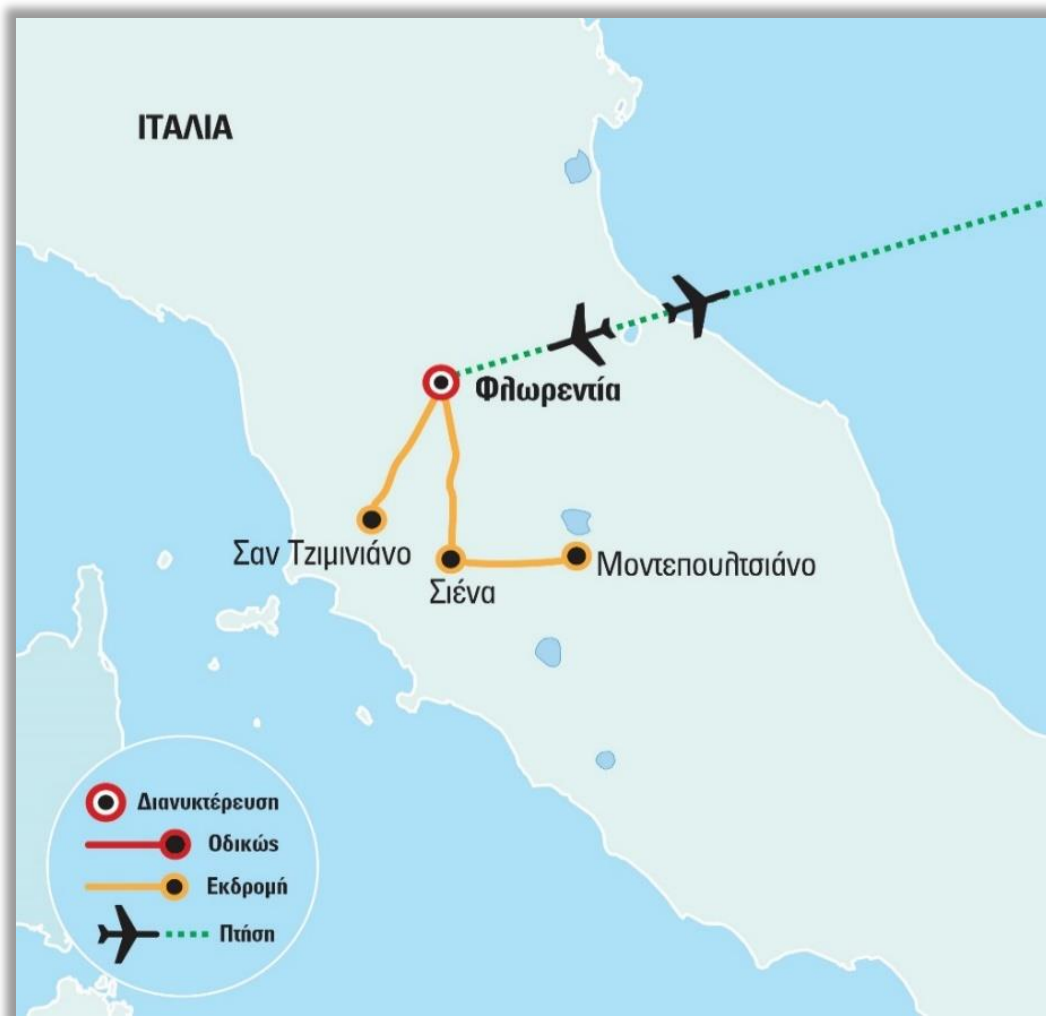 ΙΤΑΛΙΑ
Φλωρεντία
Σαν Τζιμινιάνο
Σιένα
Μοντεπουλτσιάνο
Διανυκτέρευση
Οδικώς
Εκδρομή
Πτήση